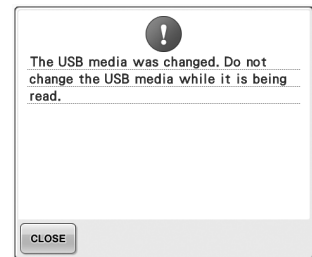 The USB media was changed. Do not
change the USB media while it is being
read.
CLOSE